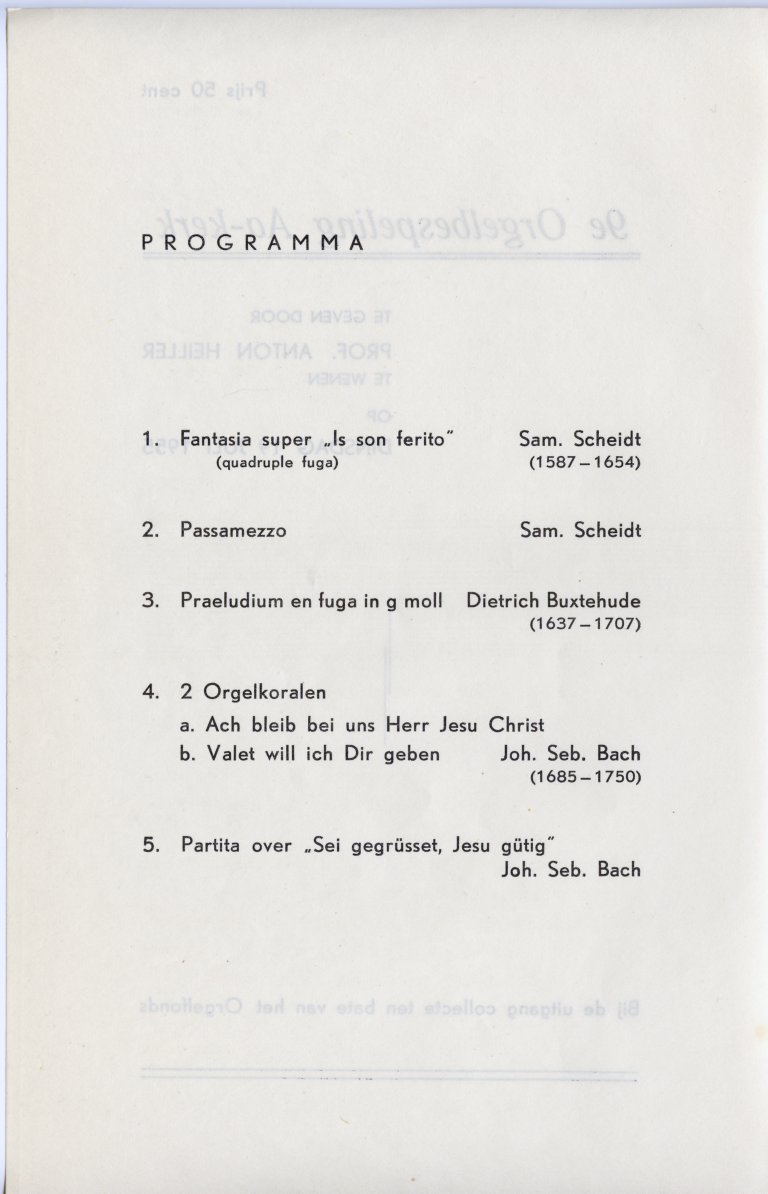 PROGRAMMA
1. Fantasia super „Is son ferito” Sam. Scheidt
(quadruple fuga) (1587 – 1654)
2. Passamezzo Sam. Scheidt
3. Praeludium en fuga in g moll Dietrich Buxtehude
(1637 – 1707)
4. 2 Orgelkoralen
a. Ach bleib bei uns Herr Jesu Christ
b. Valet will ich Dir geben Joh. Seb. Bach
(1685 – 1750)
5. Partita over „Sei gegrüsset, Jesu gütig”
Joh. Seb. Bach